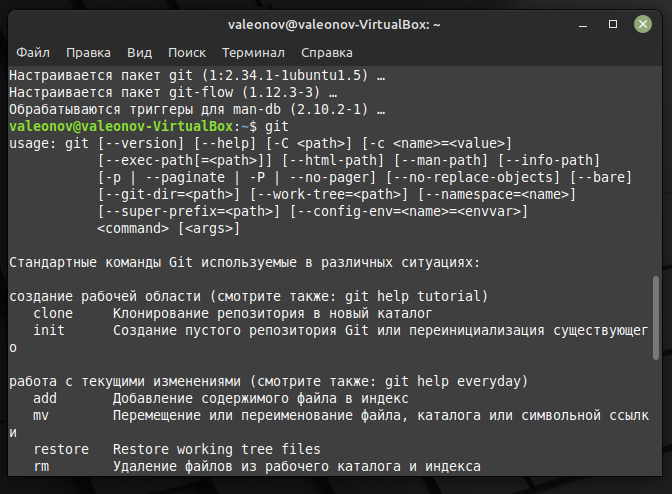 valeonov@valeonov-VirtualBox: ~
Файл Правка Вид Поиск Терминал Справка
Настраивается пакет git (1:2.34.1-1ubuntu1.5) …
Настраивается пакет git-flow (1.12.3-3) …
Обрабатываются триггеры для man-db (2.10.2-1) …
valeonov@valeonov-VirtualBox:~$ git
usage: git [--version] [--help] [-C <path>] [-c <name>=<value>]
           [--exec-path[=<path>]] [--html-path] [--man-path] [--info-path]
           [-p | --paginate | -P | --no-pager] [--no-replace-objects] [--bare]
           [--git-dir=<path>] [--work-tree=<path>] [--namespace=<name>]
           [--super-prefix=<path>] [--config-env=<name>=<envvar>]
           <command> [<args>]
Стандартные команды Git используемые в различных ситуациях:
создание рабочей области (смотрите также: git help tutorial)
   clone     Клонирование репозитория в новый каталог
   init      Создание пустого репозитория Git или переинициализация существующег
о
работа с текущими изменениями (смотрите также: git help everyday)
   add       Добавление содержимого файла в индекс
   mv        Перемещение или переименование файла, каталога или символьной ссылк
и
   restore   Restore working tree files
   rm        Удаление файлов из рабочего каталога и индекса